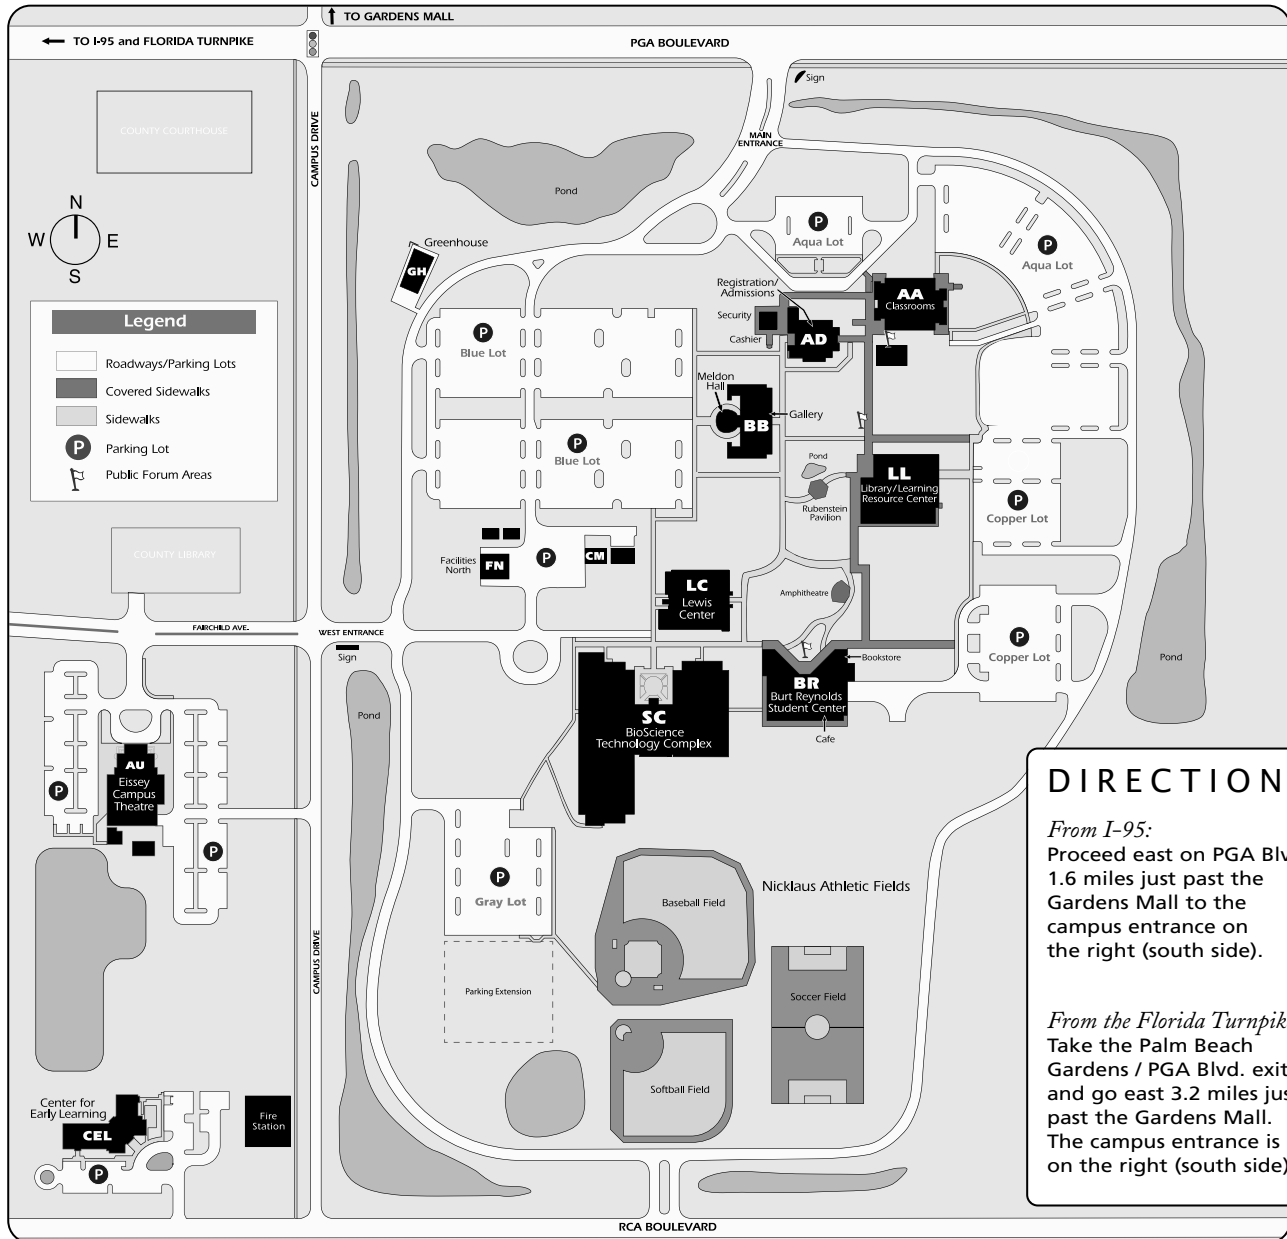 TO GARDENS MALL
TO I-95 and FLORIDA TURNPIKE
PGA BOULEVARD
Sign
COUNTY COURTHOUSE
CAMPUS DRIVE
MAIN
ENTRANCE
Pond
N
W E
S
P
Aqua Lot
P
Aqua Lot
Greenhouse
GH
Registration/
Admissions
AA
Classrooms
Security
Cashier
AD
Legend
Roadways/Parking Lots
Covered Sidewalks
Sidewalks
P Parking Lot
Public Forum Areas
P
Blue Lot
Meldon
Hall
BB
Gallery
P
Blue Lot
Pond
Rubenstein
Pavilion
LL
Library/Learning
Resource Center
P
Copper Lot
COUNTY LIBRARY
Facilities
North
FN
P
CM
LC
Lewis
Center
Amphitheatre
FAIRCHILD AVE.
WEST ENTRANCE
Sign
P
Copper Lot
Pond
Bookstore
BR
Burt Reynolds
Student Center
Cafe
SC
BioScience
Technology Complex
Pond
AU
Eissey
Campus
Theatre
P
P
P
Gray Lot
Parking Extension
CAMPUS DRIVE
Nicklaus Athletic Fields
Baseball Field
Soccer Field
Softball Field
DIRECTION
From I-95:
Proceed east on PGA Blv
1.6 miles just past the
Gardens Mall to the
campus entrance on
the right (south side).
From the Florida Turnpik
Take the Palm Beach
Gardens / PGA Blvd. exit
and go east 3.2 miles jus
past the Gardens Mall.
The campus entrance is
on the right (south side)
Center for
Early Learning
CEL
P
Fire
Station
RCA BOULEVARD